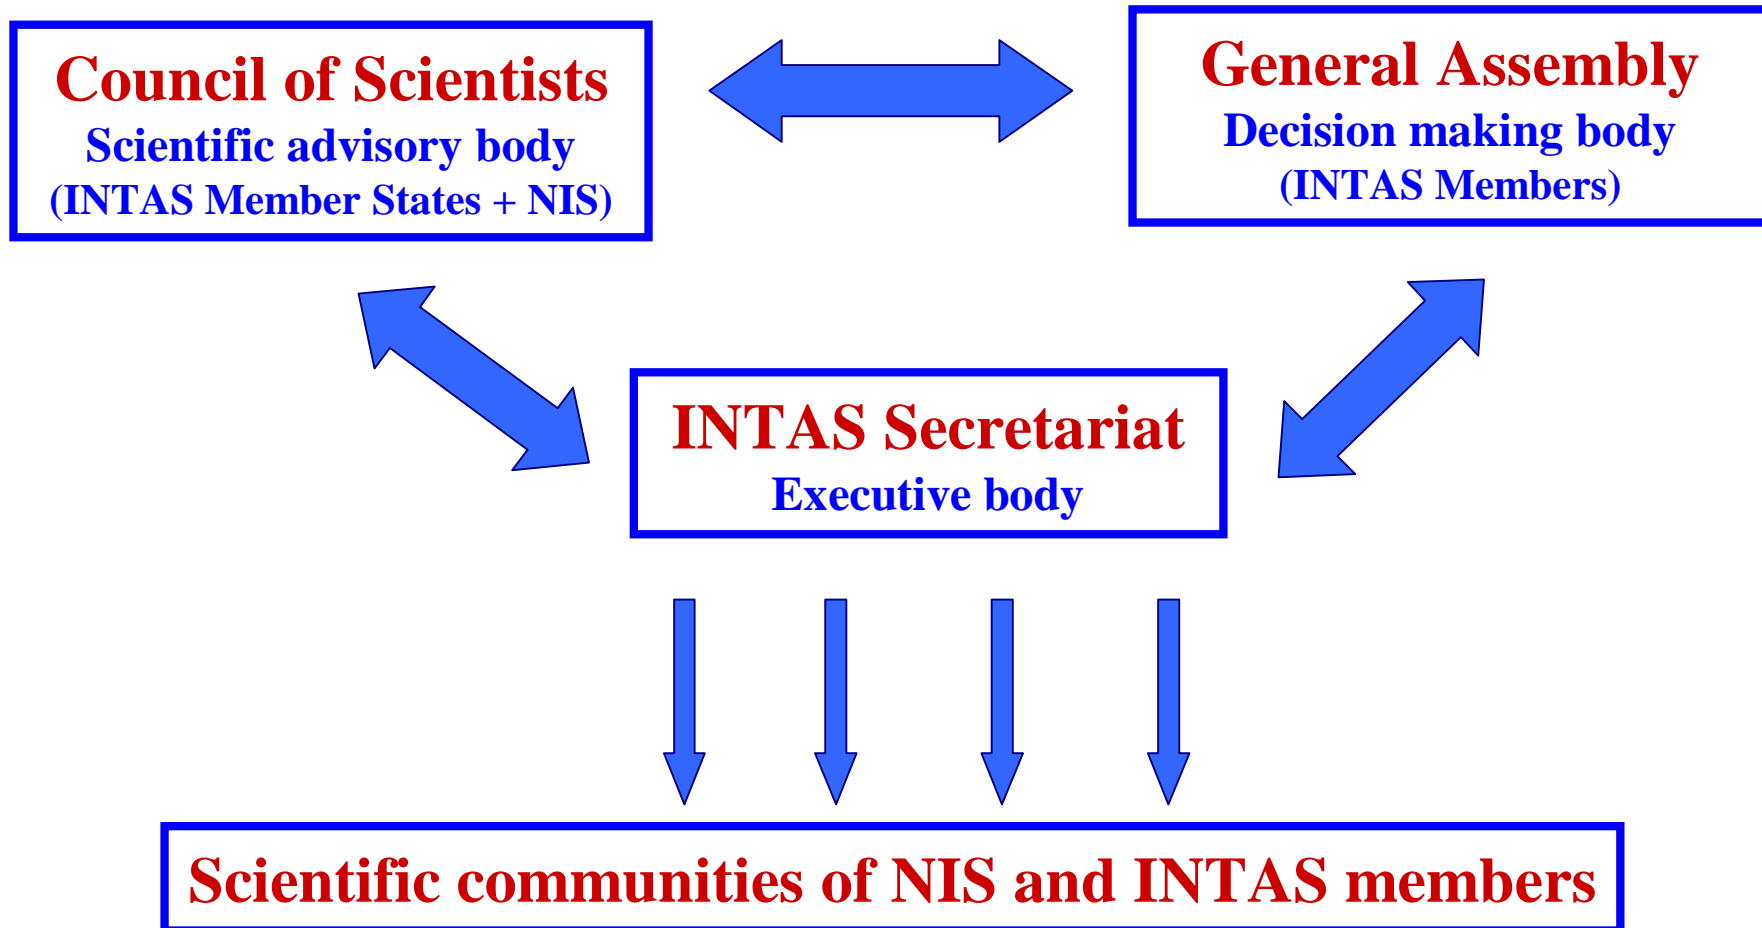 Council of Scientists
Scientific advisory body
(INTAS Member States + NIS)
General Assembly
Decision making body
(INTAS Members)
INTAS Secretariat
Executive body
Scientific communities of NIS and INTAS members